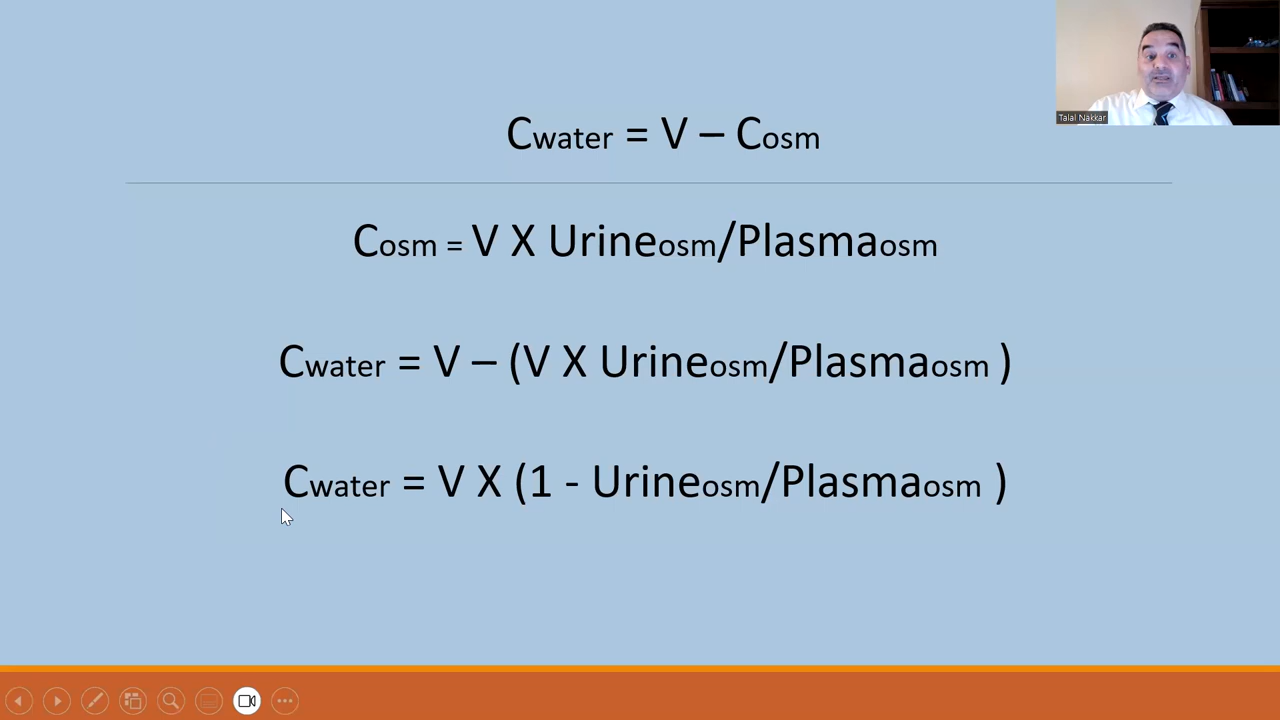 Talal Nakkar
Cwater = V – Cosm
Cosm = V X Urineosm/Plasmaosm
Cwater = V – (V X Urineosm/Plasmaosm )
Cwater = V X (1 - Urineosm/Plasmaosm )